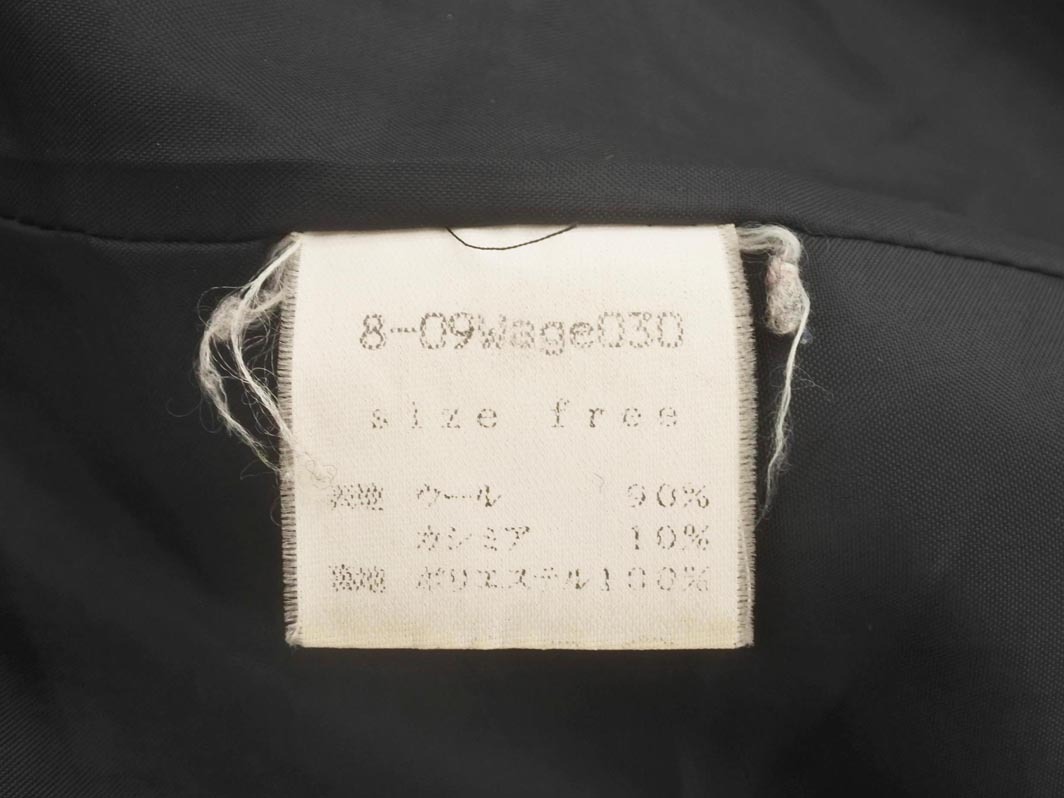 8-09Wage030
size free
表地 ウール 90%
カシミア 10%
裏地 ポリエステル100%